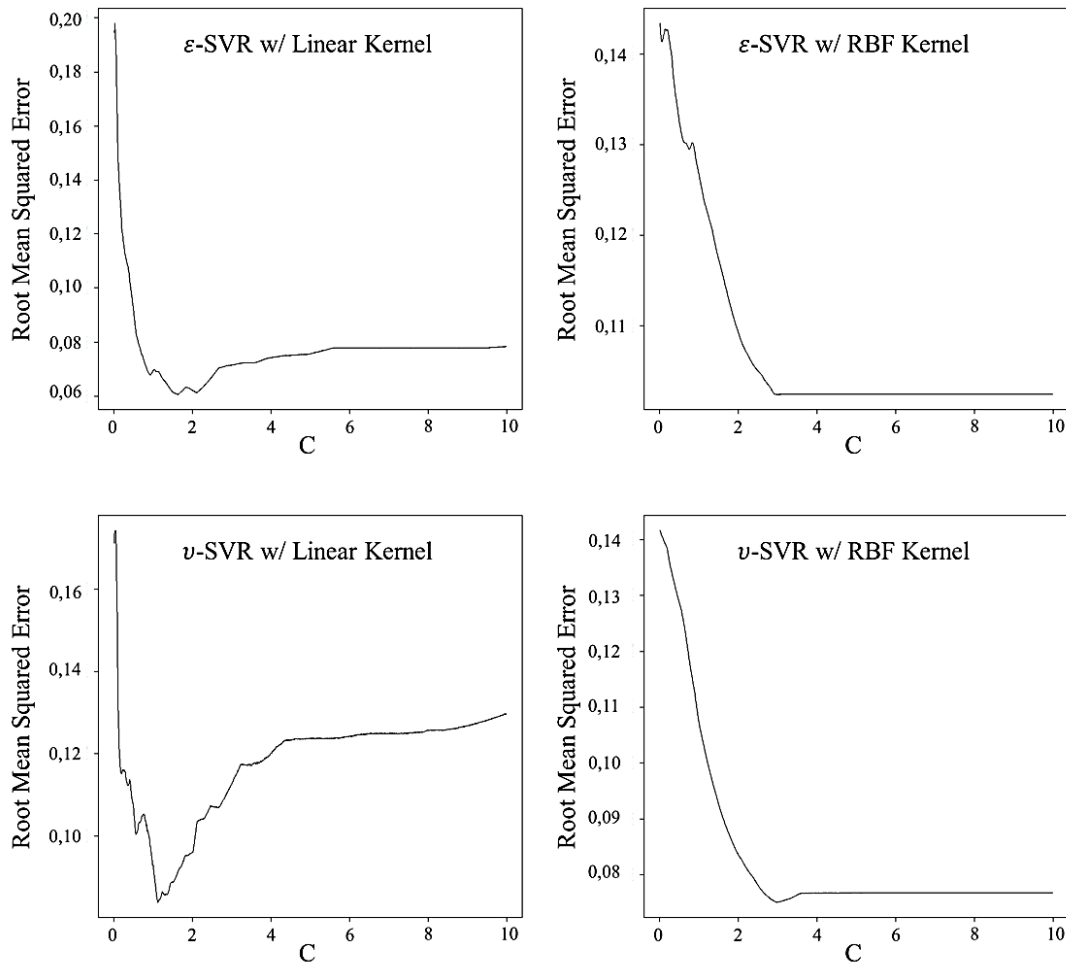 ε-SVR w/ Linear Kernel
Root Mean Squared Error
0,20
0,18
0,16
0,14
0,12
0,10
0,08
0,06
0 2 4 6 8 10
C
ε-SVR w/ RBF Kernel
Root Mean Squared Error
0,14
0,13
0,12
0,11
0 2 4 6 8 10
C
υ-SVR w/ Linear Kernel
Root Mean Squared Error
0,16
0,14
0,12
0,10
0 2 4 6 8 10
C
υ-SVR w/ RBF Kernel
Root Mean Squared Error
0,14
0,13
0,12
0,11
0,10
0,09
0,08
0 2 4 6 8 10
C